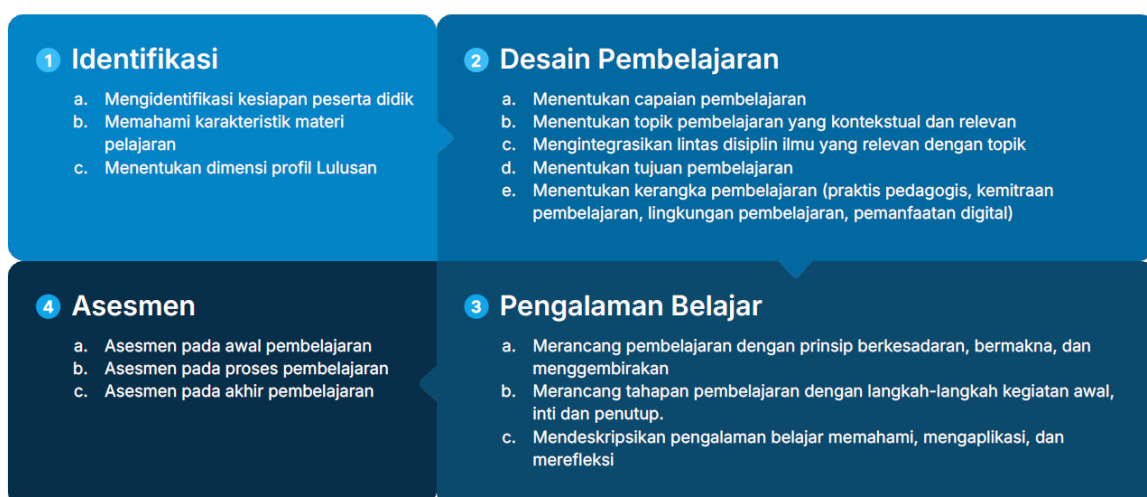 1 Identifikasi
a. Mengidentifikasi kesiapan peserta didik
b. Memahami karakteristik materi
pelajaran
c. Menentukan dimensi profil Lulusan
2 Desain Pembelajaran
a. Menentukan capaian pembelajaran
b. Menentukan topik pembelajaran yang kontekstual dan relevan
c. Mengintegrasikan lintas disiplin ilmu yang relevan dengan topik
d. Menentukan tujuan pembelajaran
e. Menentukan kerangka pembelajaran (praktis pedagogis, kemitraan
pembelajaran, lingkungan pembelajaran, pemanfaatan digital)
3 Pengalaman Belajar
a. Merancang pembelajaran dengan prinsip berkesadaran, bermakna, dan
menggembirakan
b. Merancang tahapan pembelajaran dengan langkah-langkah kegiatan awal,
inti dan penutup.
c. Mendeskripsikan pengalaman belajar memahami, mengaplikasi, dan
merefleksi
4 Asesmen
a. Asesmen pada awal pembelajaran
b. Asesmen pada proses pembelajaran
c. Asesmen pada akhir pembelajaran